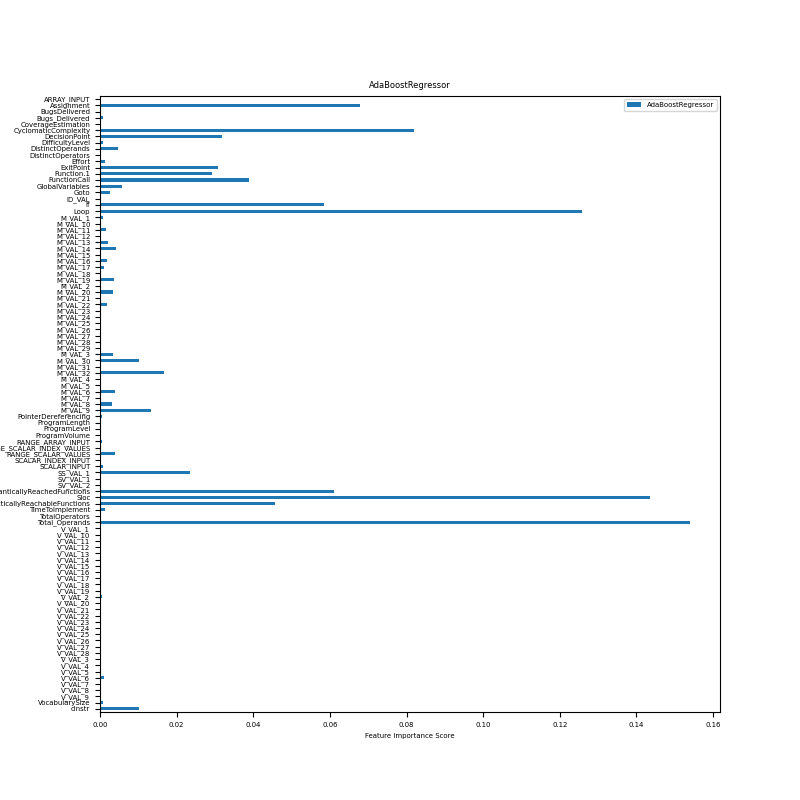 AdaBoostRegressor
AdaBoostRegressor
ARRAY_INPUT
Assignment
BugsDelivered
Bugs_Delivered
CoverageEstimation
CyclomaticComplexity
DecisionPoint
DifficultyLevel
DistinctOperands
DistinctOperators
Effort
ExitPoint
Function.1
FunctionCall
GlobalVariables
Goto
ID_VAL
If
Loop
M_VAL_1
M_VAL_10
M_VAL_11
M_VAL_12
M_VAL_13
M_VAL_14
M_VAL_15
M_VAL_16
M_VAL_17
M_VAL_18
M_VAL_19
M_VAL_2
M_VAL_20
M_VAL_21
M_VAL_22
M_VAL_23
M_VAL_24
M_VAL_25
M_VAL_26
M_VAL_27
M_VAL_28
M_VAL_29
M_VAL_3
M_VAL_30
M_VAL_31
M_VAL_32
M_VAL_4
M_VAL_5
M_VAL_6
M_VAL_7
M_VAL_8
M_VAL_9
PointerDereferencing
ProgramLength
ProgramLevel
ProgramVolume
RANGE_ARRAY_INPUT
E_SCALAR_INDEX_VALUES
RANGE_SCALAR_VALUES
SCALAR_INDEX_INPUT
SCALAR_INPUT
SS_VAL_1
SV_VAL_1
SV_VAL_2
anticallyReachedFunctions
Sloc
ticallyReachableFunctions
TimeToImplement
TotalOperators
Total_Operands
V_VAL_1
V_VAL_10
V_VAL_11
V_VAL_12
V_VAL_13
V_VAL_14
V_VAL_15
V_VAL_16
V_VAL_17
V_VAL_18
V_VAL_19
V_VAL_2
V_VAL_20
V_VAL_21
V_VAL_22
V_VAL_23
V_VAL_24
V_VAL_25
V_VAL_26
V_VAL_27
V_VAL_28
V_VAL_3
V_VAL_4
V_VAL_5
V_VAL_6
V_VAL_7
V_VAL_8
V_VAL_9
VocabularySize
cinstr
0.00 0.02 0.04 0.06 0.08 0.10 0.12 0.14 0.16
Feature Importance Score